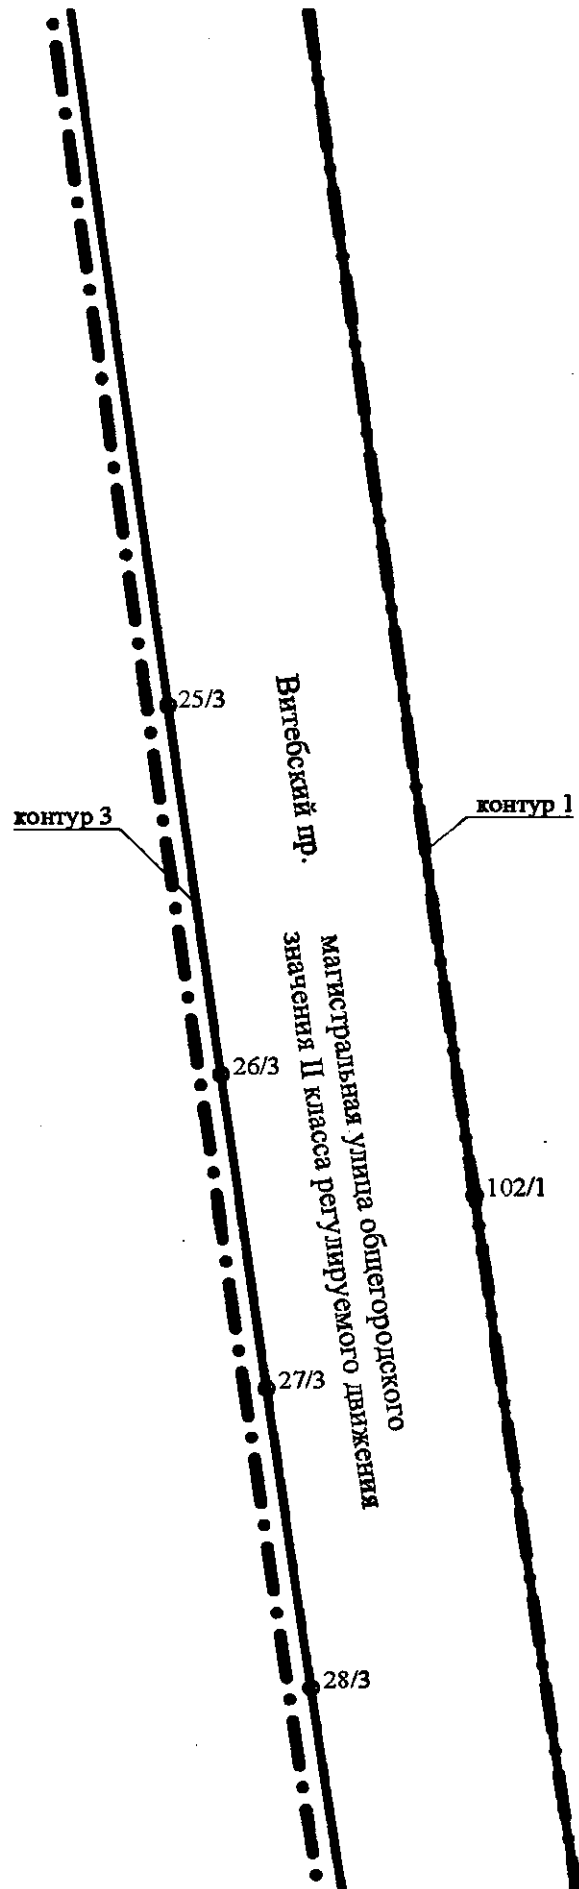 25/3
Витебский пр.
контур 3
контур 1
магистральная улица общегородского
значения II класса регулируемого движения
26/3
102/1
27/3
28/3